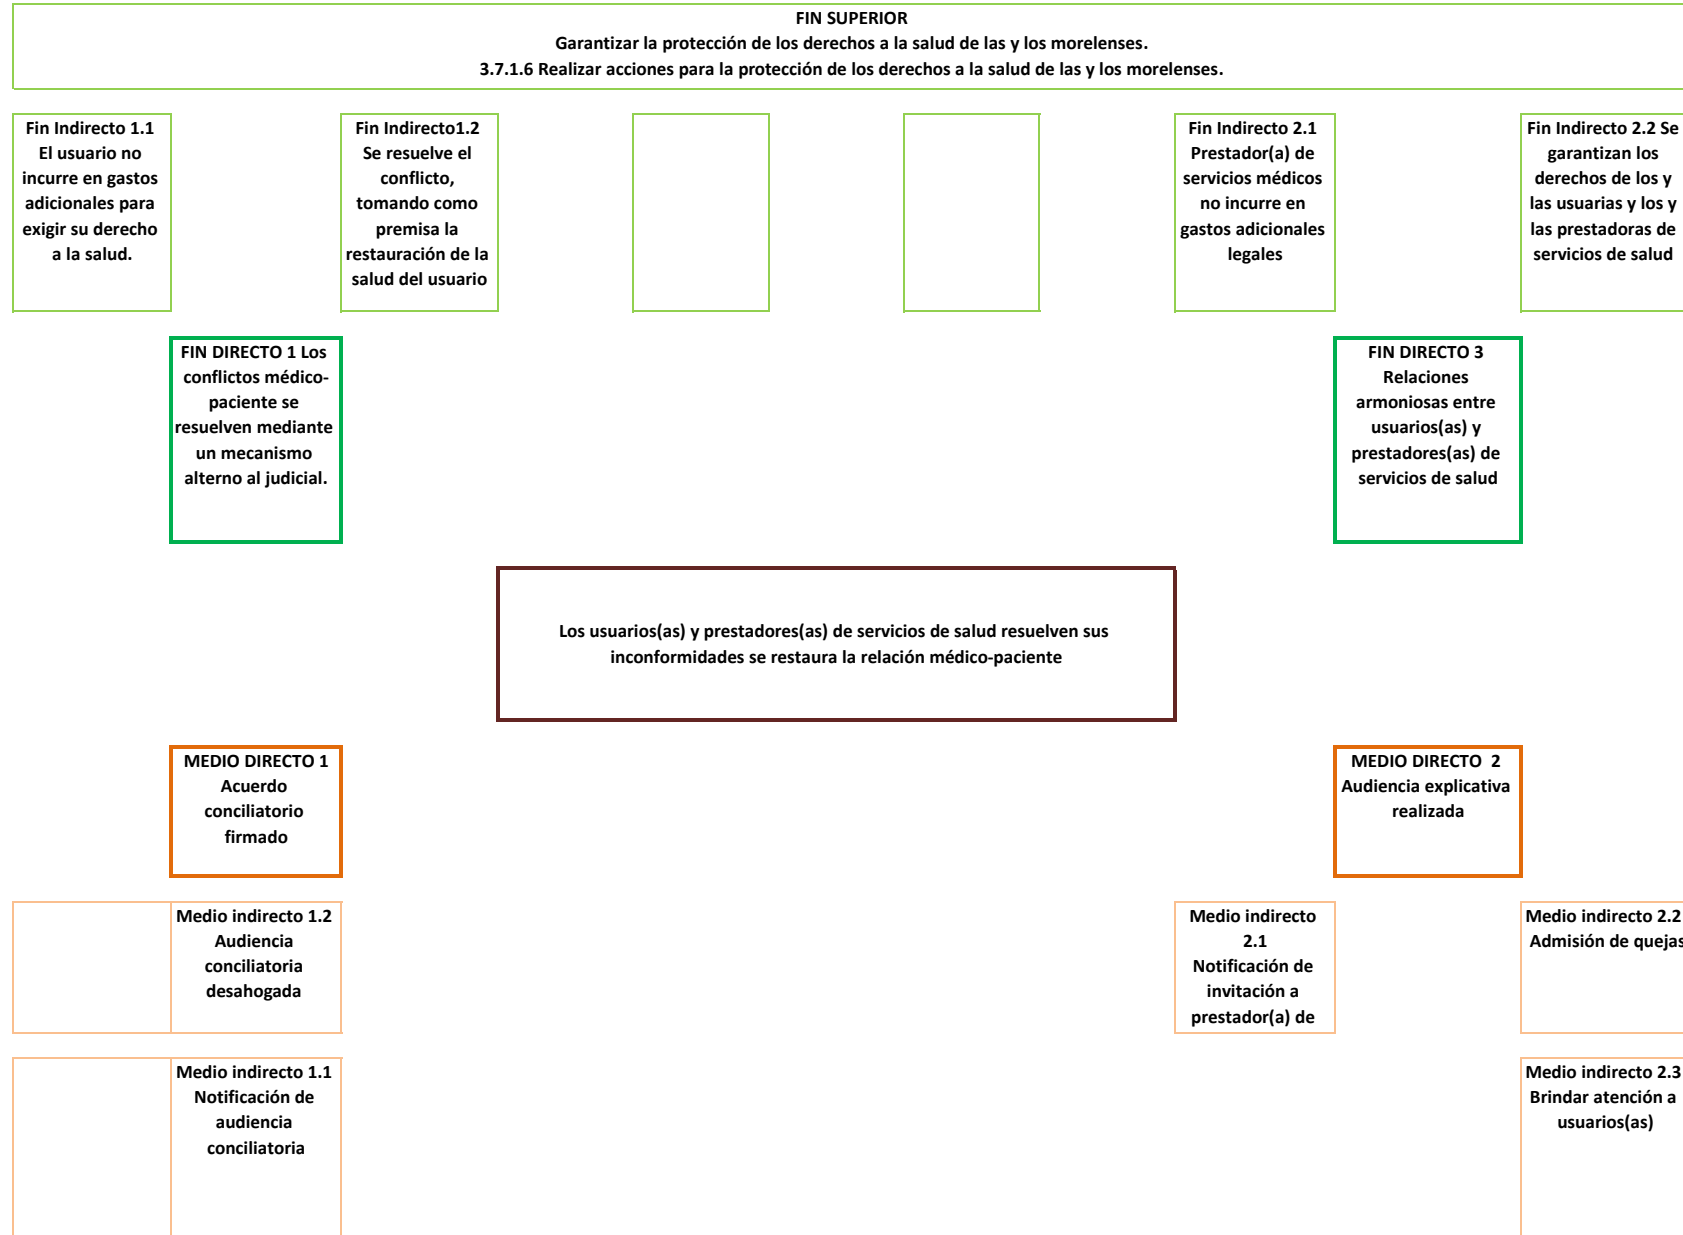 FIN SUPERIOR
Garantizar la protección de los derechos a la salud de las y los morelenses.
3.7.1.6 Realizar acciones para la protección de los derechos a la salud de las y los morelenses.
Fin Indirecto 1.1
El usuario no
incurre en gastos
adicionales para
exigir su derecho
a la salud.
Fin Indirecto1.2
Se resuelve el
conflicto,
tomando como
premisa la
restauración de la
salud del usuario
Fin Indirecto 2.1
Prestador(a) de
servicios médicos
no incurre en
gastos adicionales
legales
Fin Indirecto 2.2 Se
garantizan los
derechos de los y
las usuarias y los y
las prestadoras de
servicios de salud
FIN DIRECTO 1 Los
conflictos médico-
paciente se
resuelven mediante
un mecanismo
alterno al judicial.
FIN DIRECTO 3
Relaciones
armoniosas entre
usuarios(as) y
prestadores(as) de
servicios de salud
Los usuarios(as) y prestadores(as) de servicios de salud resuelven sus
inconformidades se restaura la relación médico-paciente
MEDIO DIRECTO 1
Acuerdo
conciliatorio
firmado
MEDIO DIRECTO 2
Audiencia explicativa
realizada
Medio indirecto 1.2
Audiencia
conciliatoria
desahogada
Medio indirecto
2.1
Notificación de
invitación a
prestador(a) de
Medio indirecto 2.2
Admisión de quejas
Medio indirecto 1.1
Notificación de
audiencia
conciliatoria
Medio indirecto 2.3
Brindar atención a
usuarios(as)